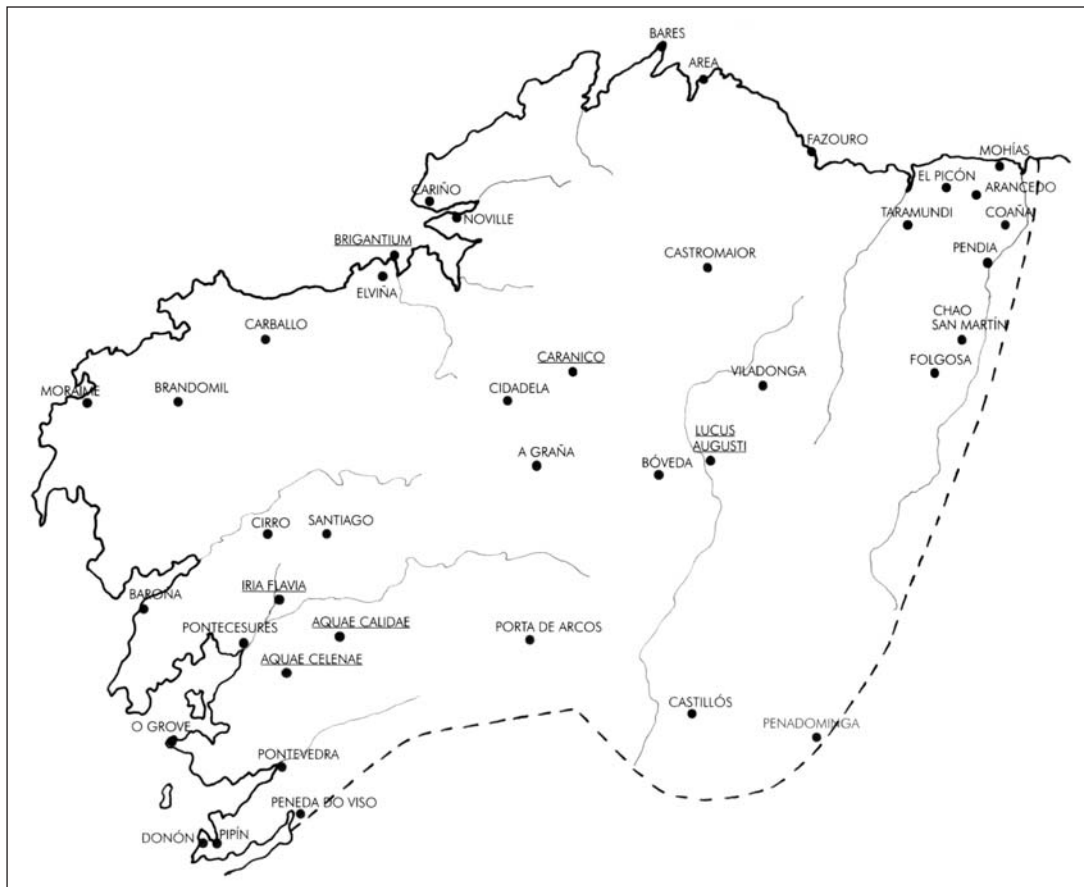 BARES
AREA
FAZOURO
MOHÍAS
EL PICÓN
ARANCEDO
CARIÑO
NOVILLE
TARAMUNDI
COAÑA
BRIGANTIUM
PENDIA
CASTROMAIOR
ELVIÑA
CHAO
SAN MARTÍN
CARBALLO
CARANICO
FOLGOSA
VILADONGA
MORAIME
BRANDOMIL
CIDADELA
LUCUS
AUGUSTI
A GRAÑA
BÓVEDA
CIRRO
SANTIAGO
IRIA FLAVIA
BAROÑA
PONTECESURES
AQUAE CALIDAE
PORTA DE ARCOS
AQUAE CELENAE
CASTILLÓS
O GROVE
PENADOMINGA
PONTEVEDRA
PENEDA DO VISO
DONÓN
PIPÍN